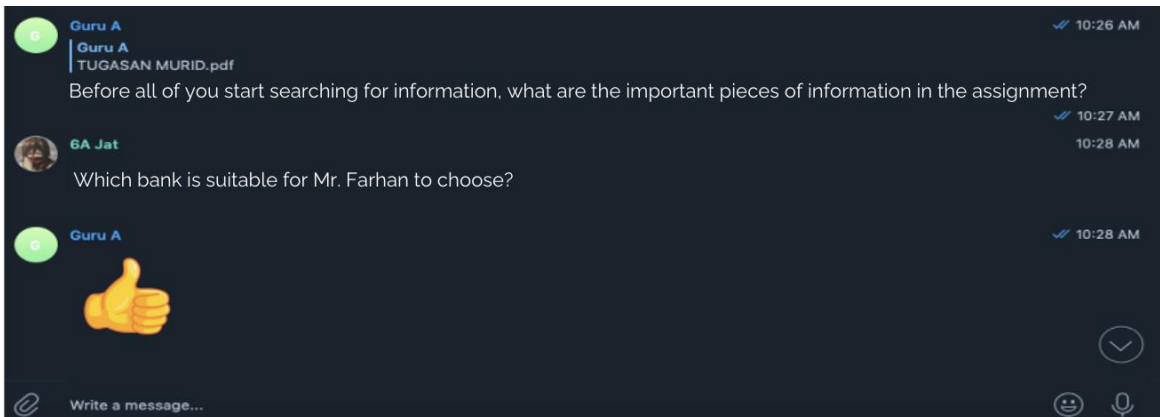 G
Guru A
10:26 AM
Guru A
TUGASAN MURID.pdf
Before all of you start searching for information, what are the important pieces of information in the assignment?
10:27 AM
6A Jat
10:28 AM
Which bank is suitable for Mr. Farhan to choose?
G
Guru A
10:28 AM
Write a message...